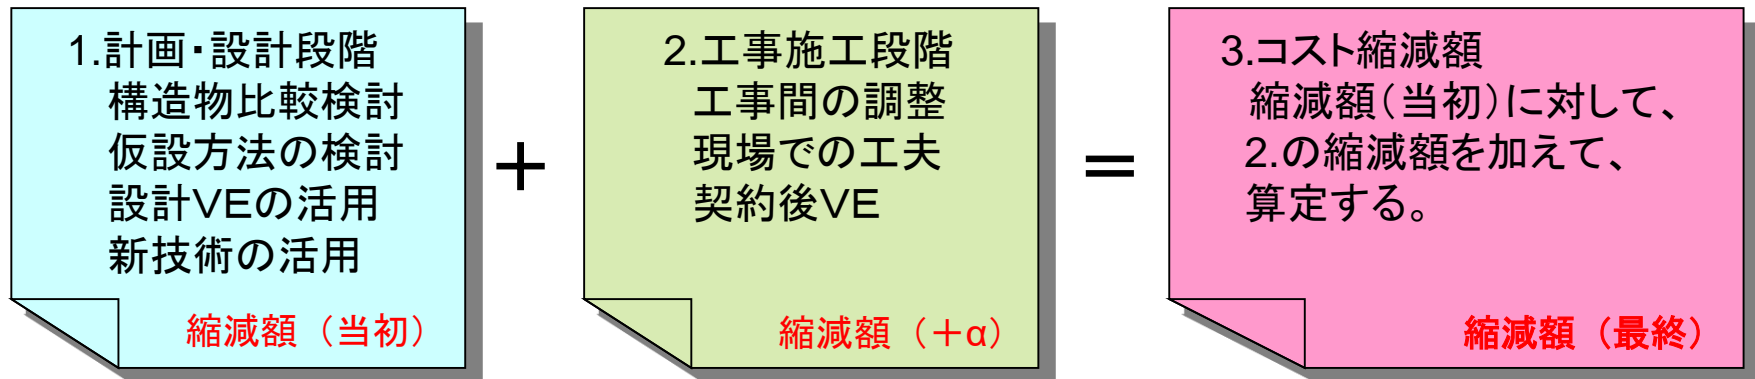 1.計画・設計段階
構造物比較検討
仮設方法の検討
設計VEの活用
新技術の活用
縮減額（当初）
＋
2.工事施工段階
工事間の調整
現場での工夫
契約後VE
縮減額（＋α）
＝
3.コスト縮減額
縮減額（当初）に対して、
2.の縮減額を加えて、
算定する。
縮減額（最終）